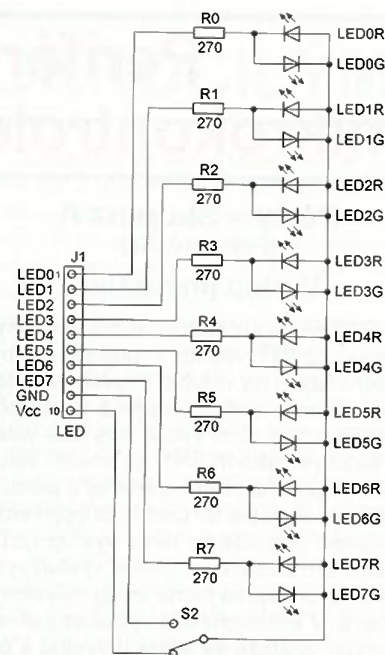 R0
270
LED0R
LED0G
R1
270
LED1R
LED1G
R2
270
LED2R
LED2G
R3
270
LED3R
LED3G
R4
270
LED4R
LED4G
R5
270
LED5R
LED5G
R6
270
LED6R
LED6G
R7
270
LED7R
LED7G
J1
LED0 1
LED1
LED2
LED3
LED4
LED5
LED6
LED7
GND
Vcc 10
LED
S2